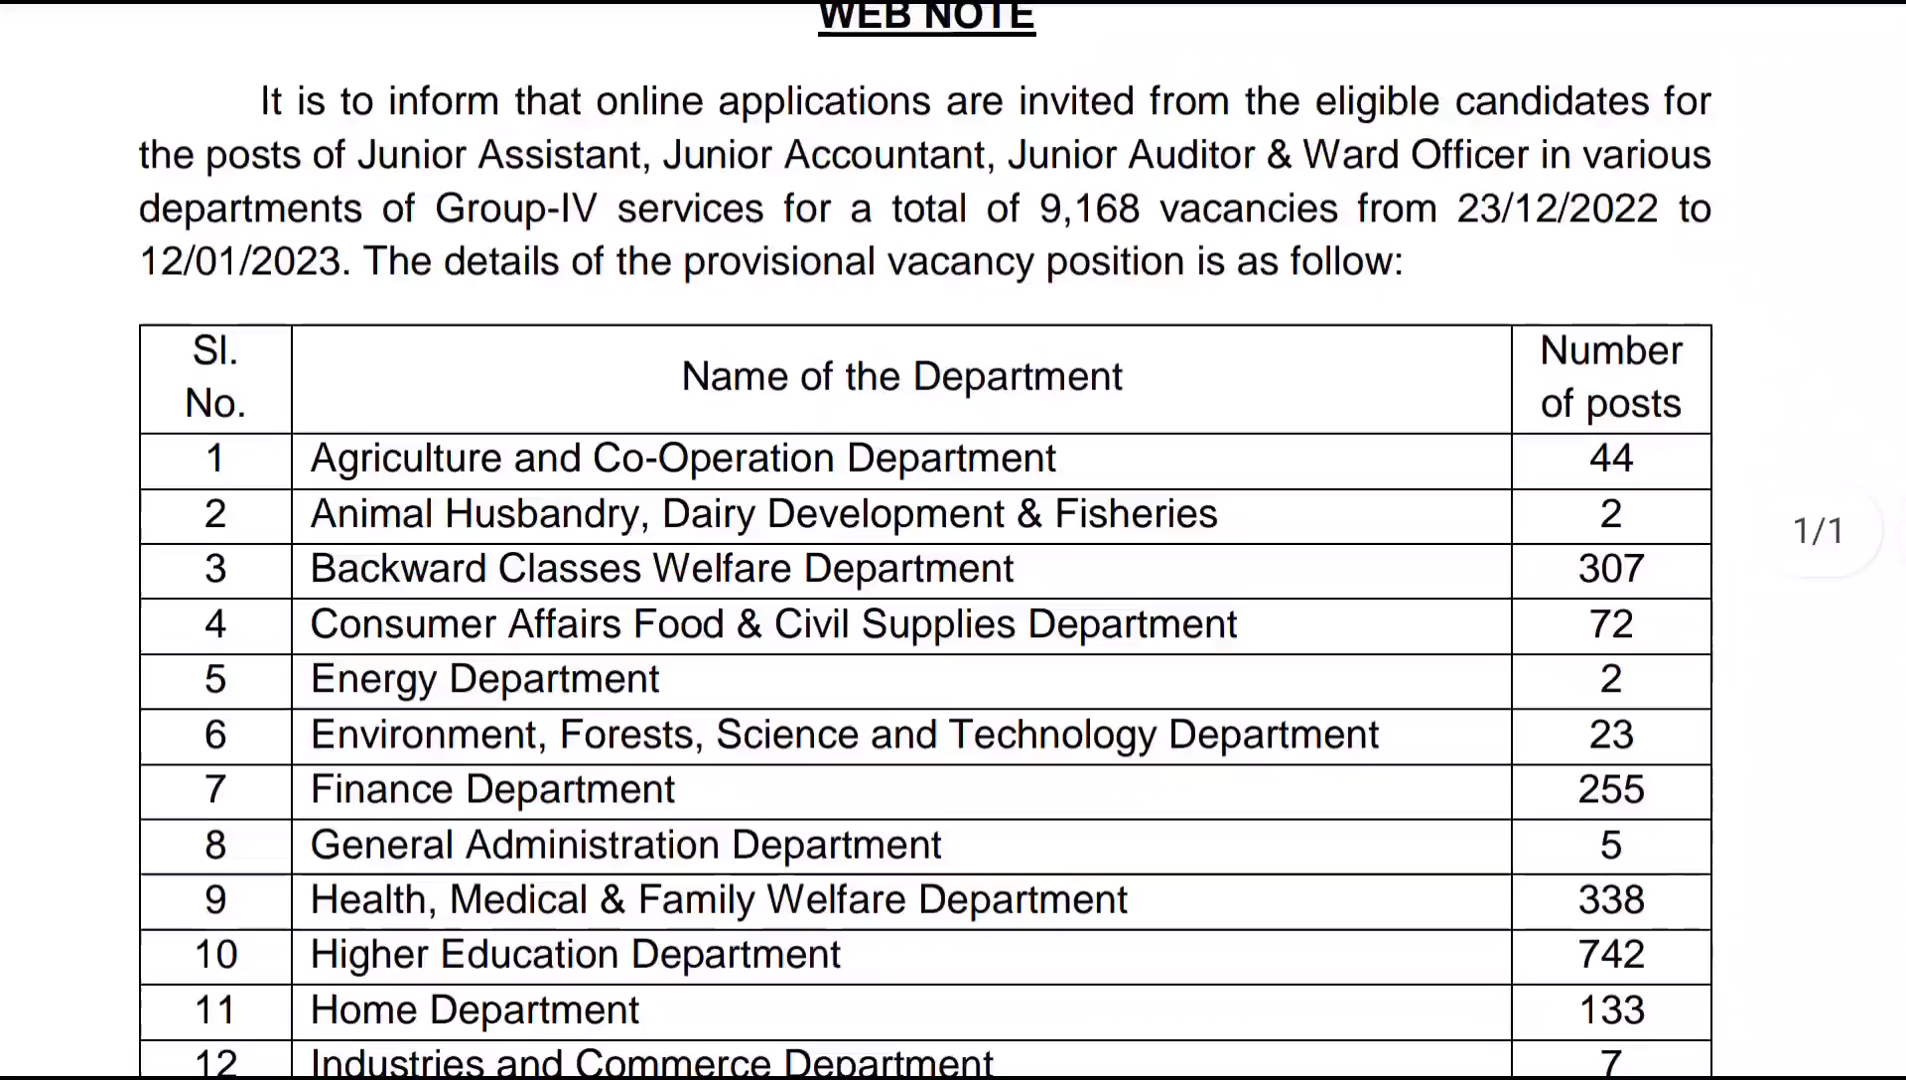 WEB NOTE
It is to inform that online applications are invited from the eligible candidates for
the posts of Junior Assistant, Junior Accountant, Junior Auditor & Ward Officer in various
departments of Group-IV services for a total of 9,168 vacancies from 23/12/2022 to
12/01/2023. The details of the provisional vacancy position is as follow:
Sl. No. Name of the Department Number of posts
1 Agriculture and Co-Operation Department 44
2 Animal Husbandry, Dairy Development & Fisheries 2
3 Backward Classes Welfare Department 307
4 Consumer Affairs Food & Civil Supplies Department 72
5 Energy Department 2
6 Environment, Forests, Science and Technology Department 23
7 Finance Department 255
8 General Administration Department 5
9 Health, Medical & Family Welfare Department 338
10 Higher Education Department 742
11 Home Department 133
12 Industries and Commerce Department 7
1/1